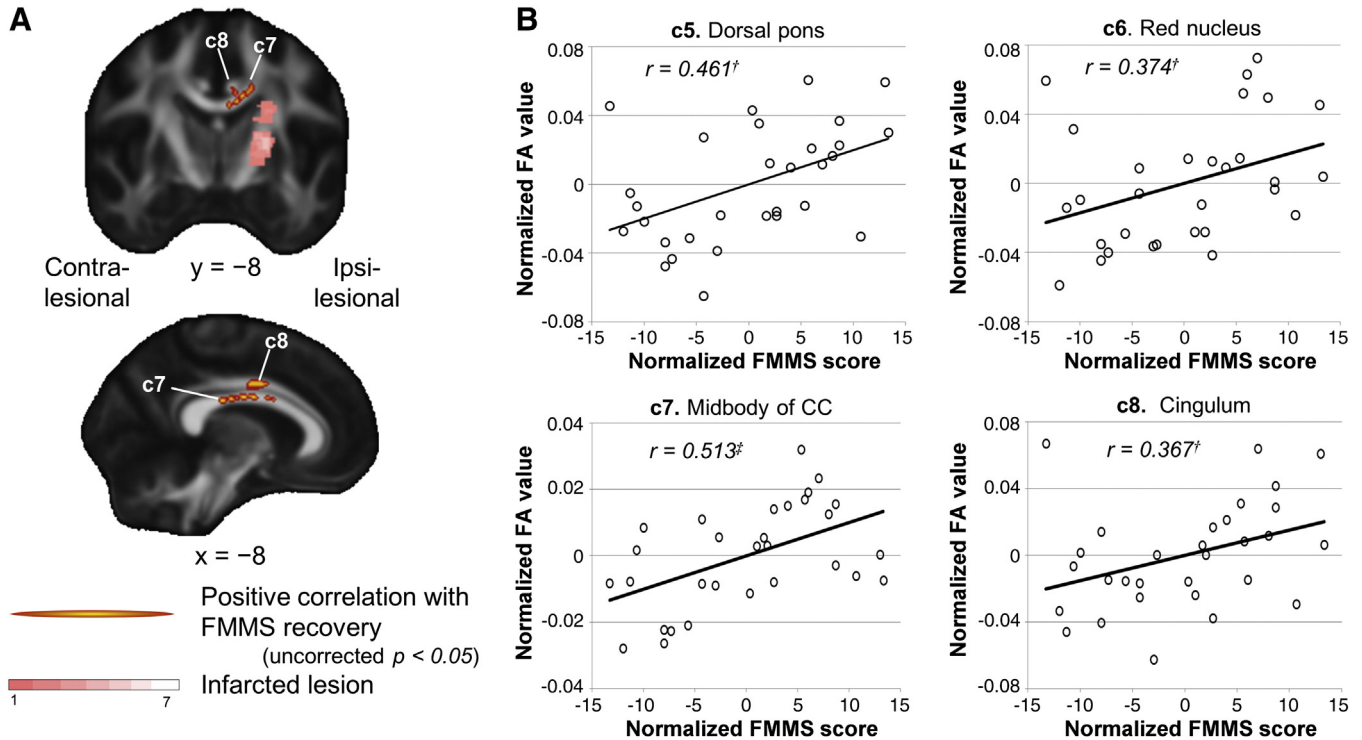 A
c8
c7
Contra-
lesional
y = −8
Ipsi-
lesional
c8
c7
x = −8
Positive correlation with
FMMS recovery
(uncorrected p < 0.05)
Infarcted lesion
1
7
B
c5. Dorsal pons
r = 0.461†
Normalized FA value
0.08
0.04
0
-0.04
-0.08
-15
-10
-5
0
5
10
15
Normalized FMMS score
c6. Red nucleus
r = 0.374†
Normalized FA value
0.08
0.04
0
-0.04
-0.08
-15
-10
-5
0
5
10
15
Normalized FMMS score
c7. Midbody of CC
r = 0.513‡
Normalized FA value
0.04
0.02
0
-0.02
-0.04
-15
-10
-5
0
5
10
15
Normalized FMMS score
c8. Cingulum
r = 0.367†
Normalized FA value
0.08
0.04
0
-0.04
-0.08
-15
-10
-5
0
5
10
15
Normalized FMMS score